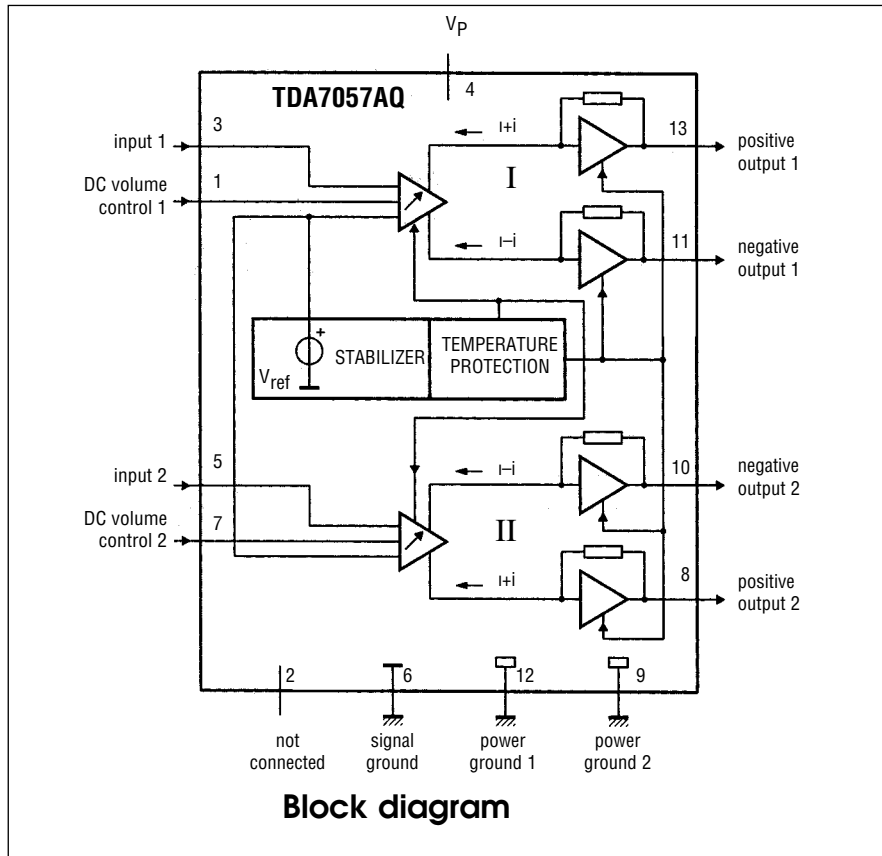 VP
4
TDA7057AQ
3
input 1
1
DC volume
control 1
I+i
I
I–i
13
positive
output 1
11
negative
output 1
+
Vref
STABILIZER
TEMPERATURE
PROTECTION
5
input 2
7
DC volume
control 2
I–i
II
I+i
10
negative
output 2
8
positive
output 2
2
6
12
9
not
connected
signal
ground
power
ground 1
power
ground 2
Block diagram